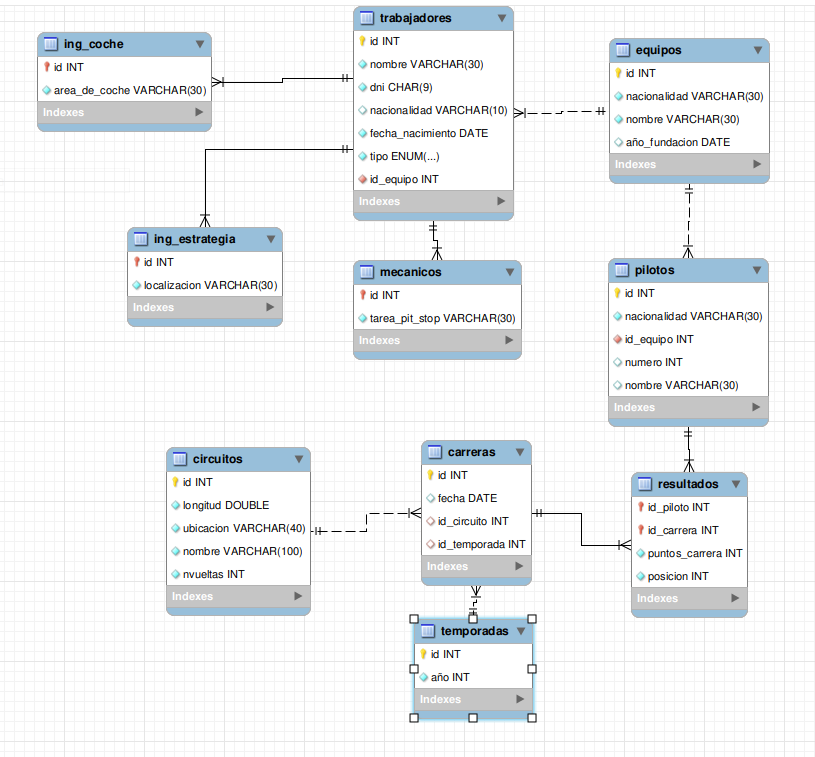 trabajadores
id INT
nombre VARCHAR(30)
dni CHAR(9)
nacionalidad VARCHAR(10)
fecha_nacimiento DATE
tipo ENUM(...)
id_equipo INT
Indexes
ing_coche
id INT
area_de_coche VARCHAR(30)
Indexes
equipos
id INT
nacionalidad VARCHAR(30)
nombre VARCHAR(30)
año_fundacion DATE
Indexes
ing_estrategia
id INT
localizacion VARCHAR(30)
Indexes
mecanicos
id INT
tarea_pit_stop VARCHAR(30)
Indexes
pilotos
id INT
nacionalidad VARCHAR(30)
id_equipo INT
numero INT
nombre VARCHAR(30)
Indexes
circuitos
id INT
longitud DOUBLE
ubicacion VARCHAR(40)
nombre VARCHAR(100)
nvueltas INT
Indexes
carreras
id INT
fecha DATE
id_circuito INT
id_temporada INT
Indexes
resultados
id_piloto INT
id_carrera INT
puntos_carrera INT
posicion INT
Indexes
temporadas
id INT
año INT
Indexes